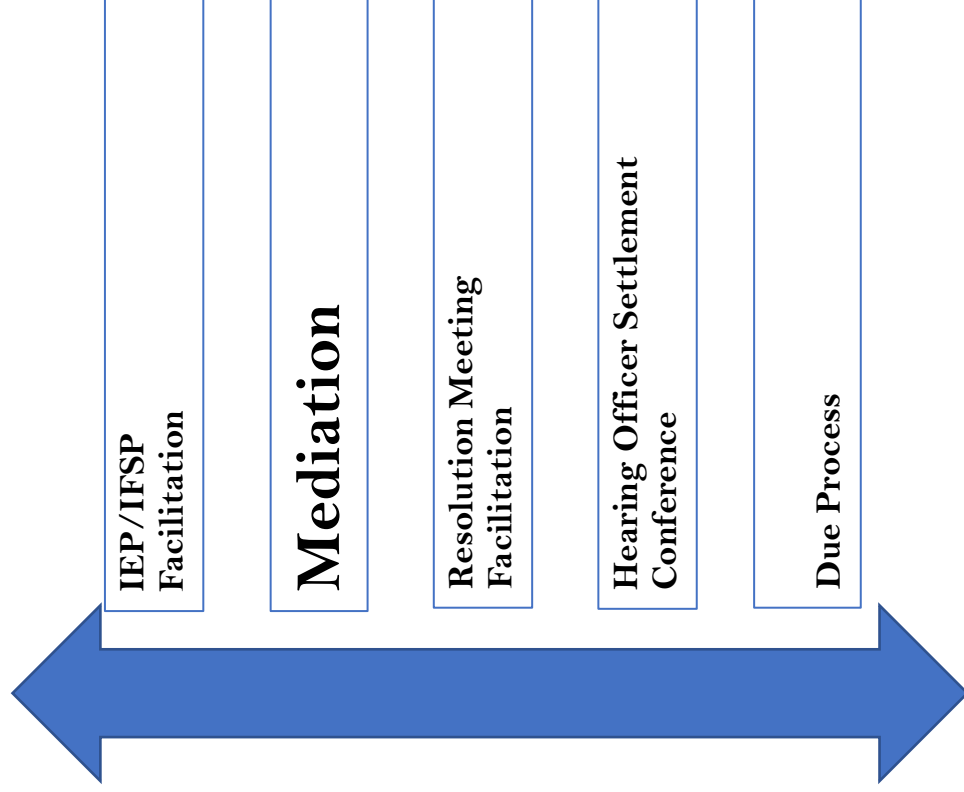 IEP/IFSP
Facilitation
Mediation
Resolution Meeting
Facilitation
Hearing Officer Settlement
Conference
Due Process